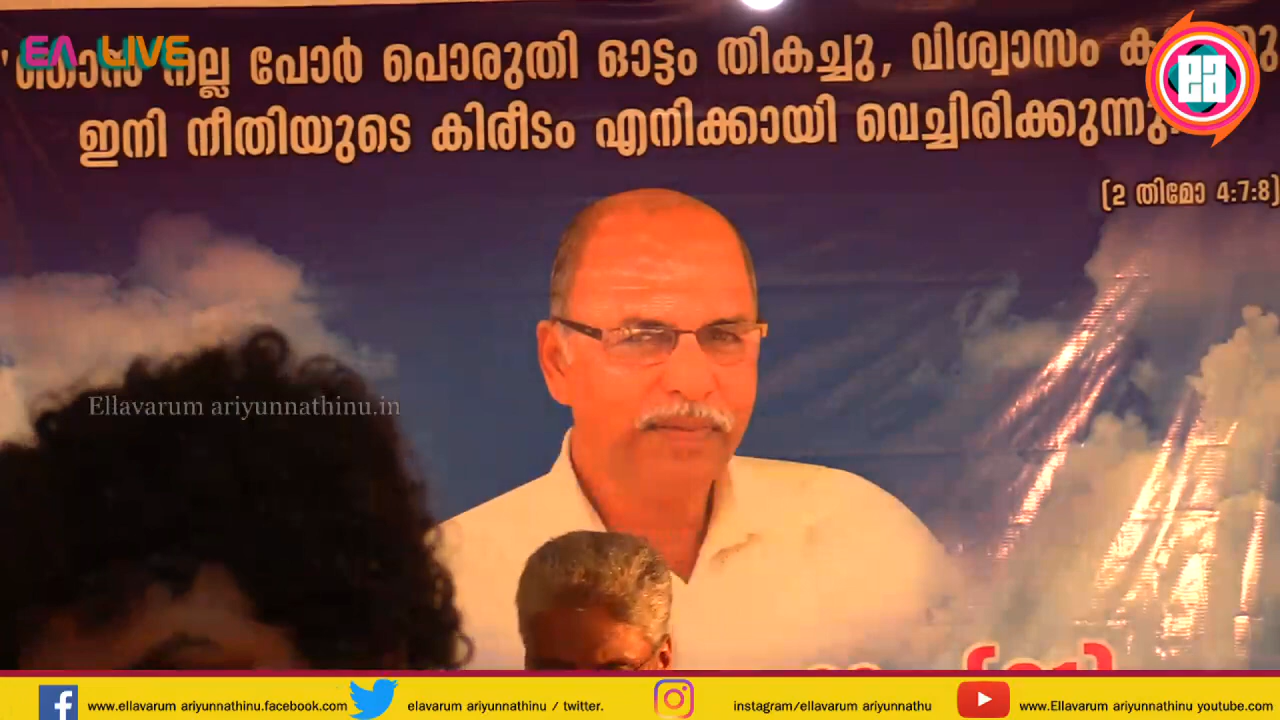 EA LIVE
"ഞാൻ നല്ല പോർ പൊരുതി ഓട്ടം തികച്ചു, വിശ്വാസം
ea
ഇനി നീതിയുടെ കിരീടം എനിക്കായി വെച്ചിരിക്കുന്നു.
(2 തിമോ 4:7:8)
Ellavarum ariyunnathinu.in
www.ellavarum ariyunnathinu.facebook.com
elavarum ariyunnathinu / twitter.
instagram/ellavarum ariyunnathu
www.Ellavarum ariyunnathinu youtube.com